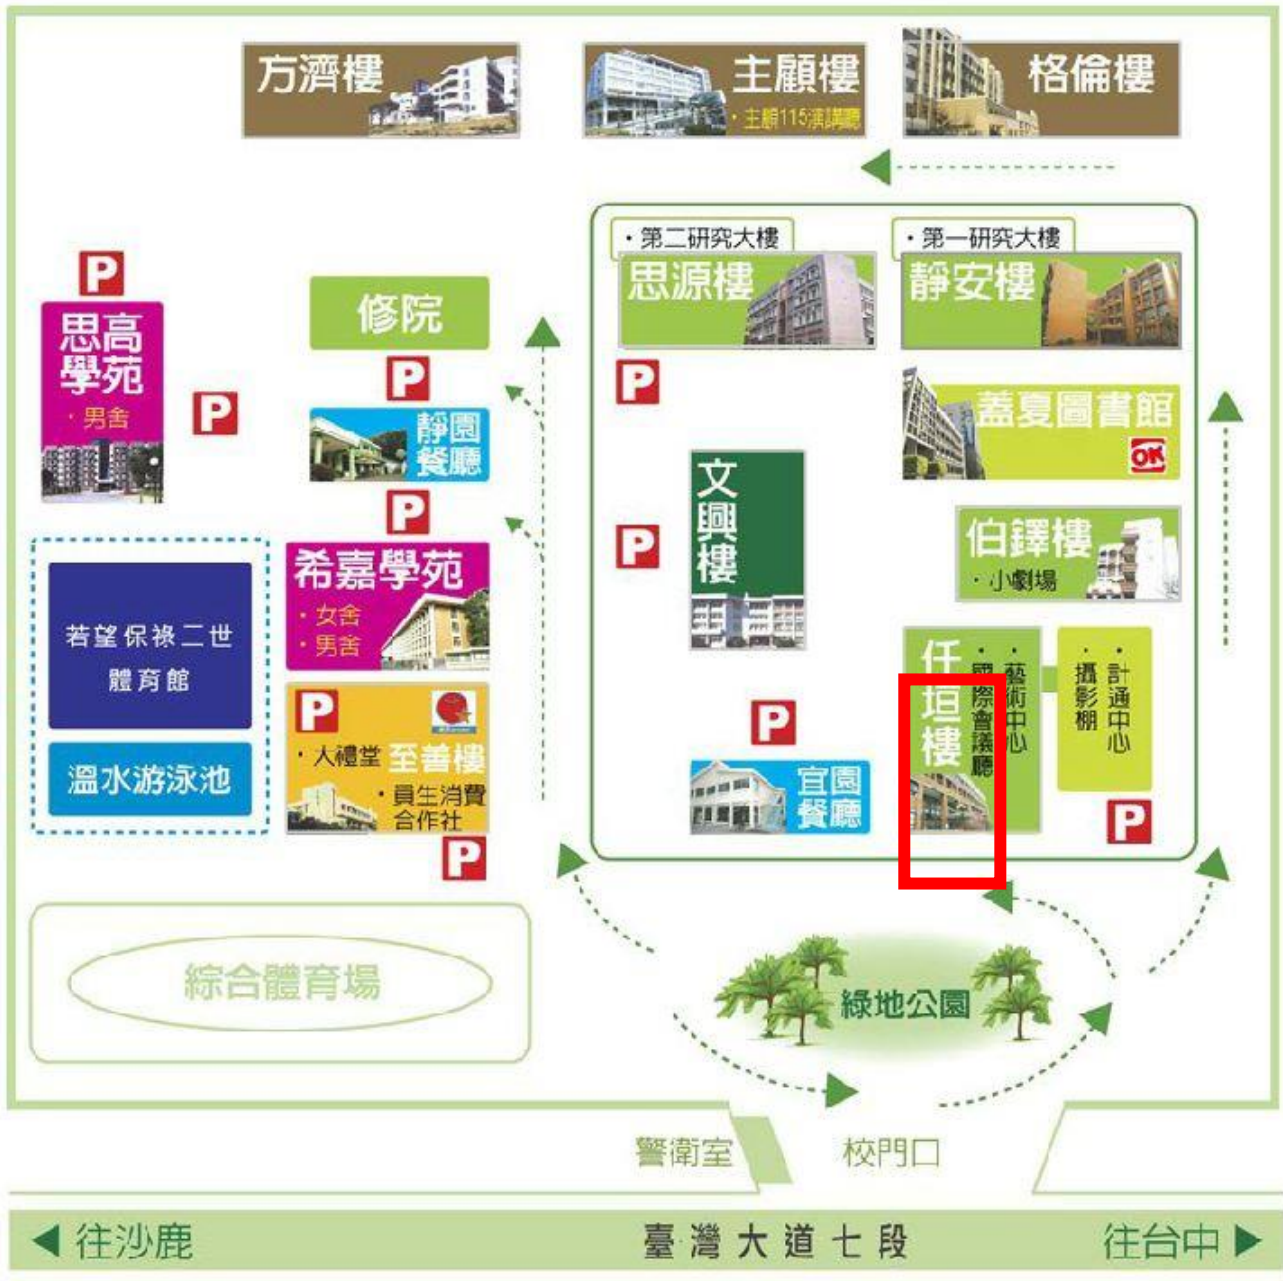 方濟樓
主顧樓
・主顧115演講廳
格倫樓
・第二研究大樓
思源樓
・第一研究大樓
靜安樓
P
思高
學苑
・男舍
P
修院
P
靜園
餐廳
P
希嘉學苑
・女舍
・男舍
P
・大禮堂 至善樓
・員生消費
合作社
P
若望保祿二世
體育館
溫水游泳池
P
文興樓
P
P
宜園
餐廳
蓋夏圖書館
OK
伯鐸樓
・小劇場
仟垣樓
・國際會議廳
・藝術中心
・攝影棚
・計通中心
P
綜合體育場
綠地公園
警衛室
校門口
往沙鹿
臺灣大道七段
往台中